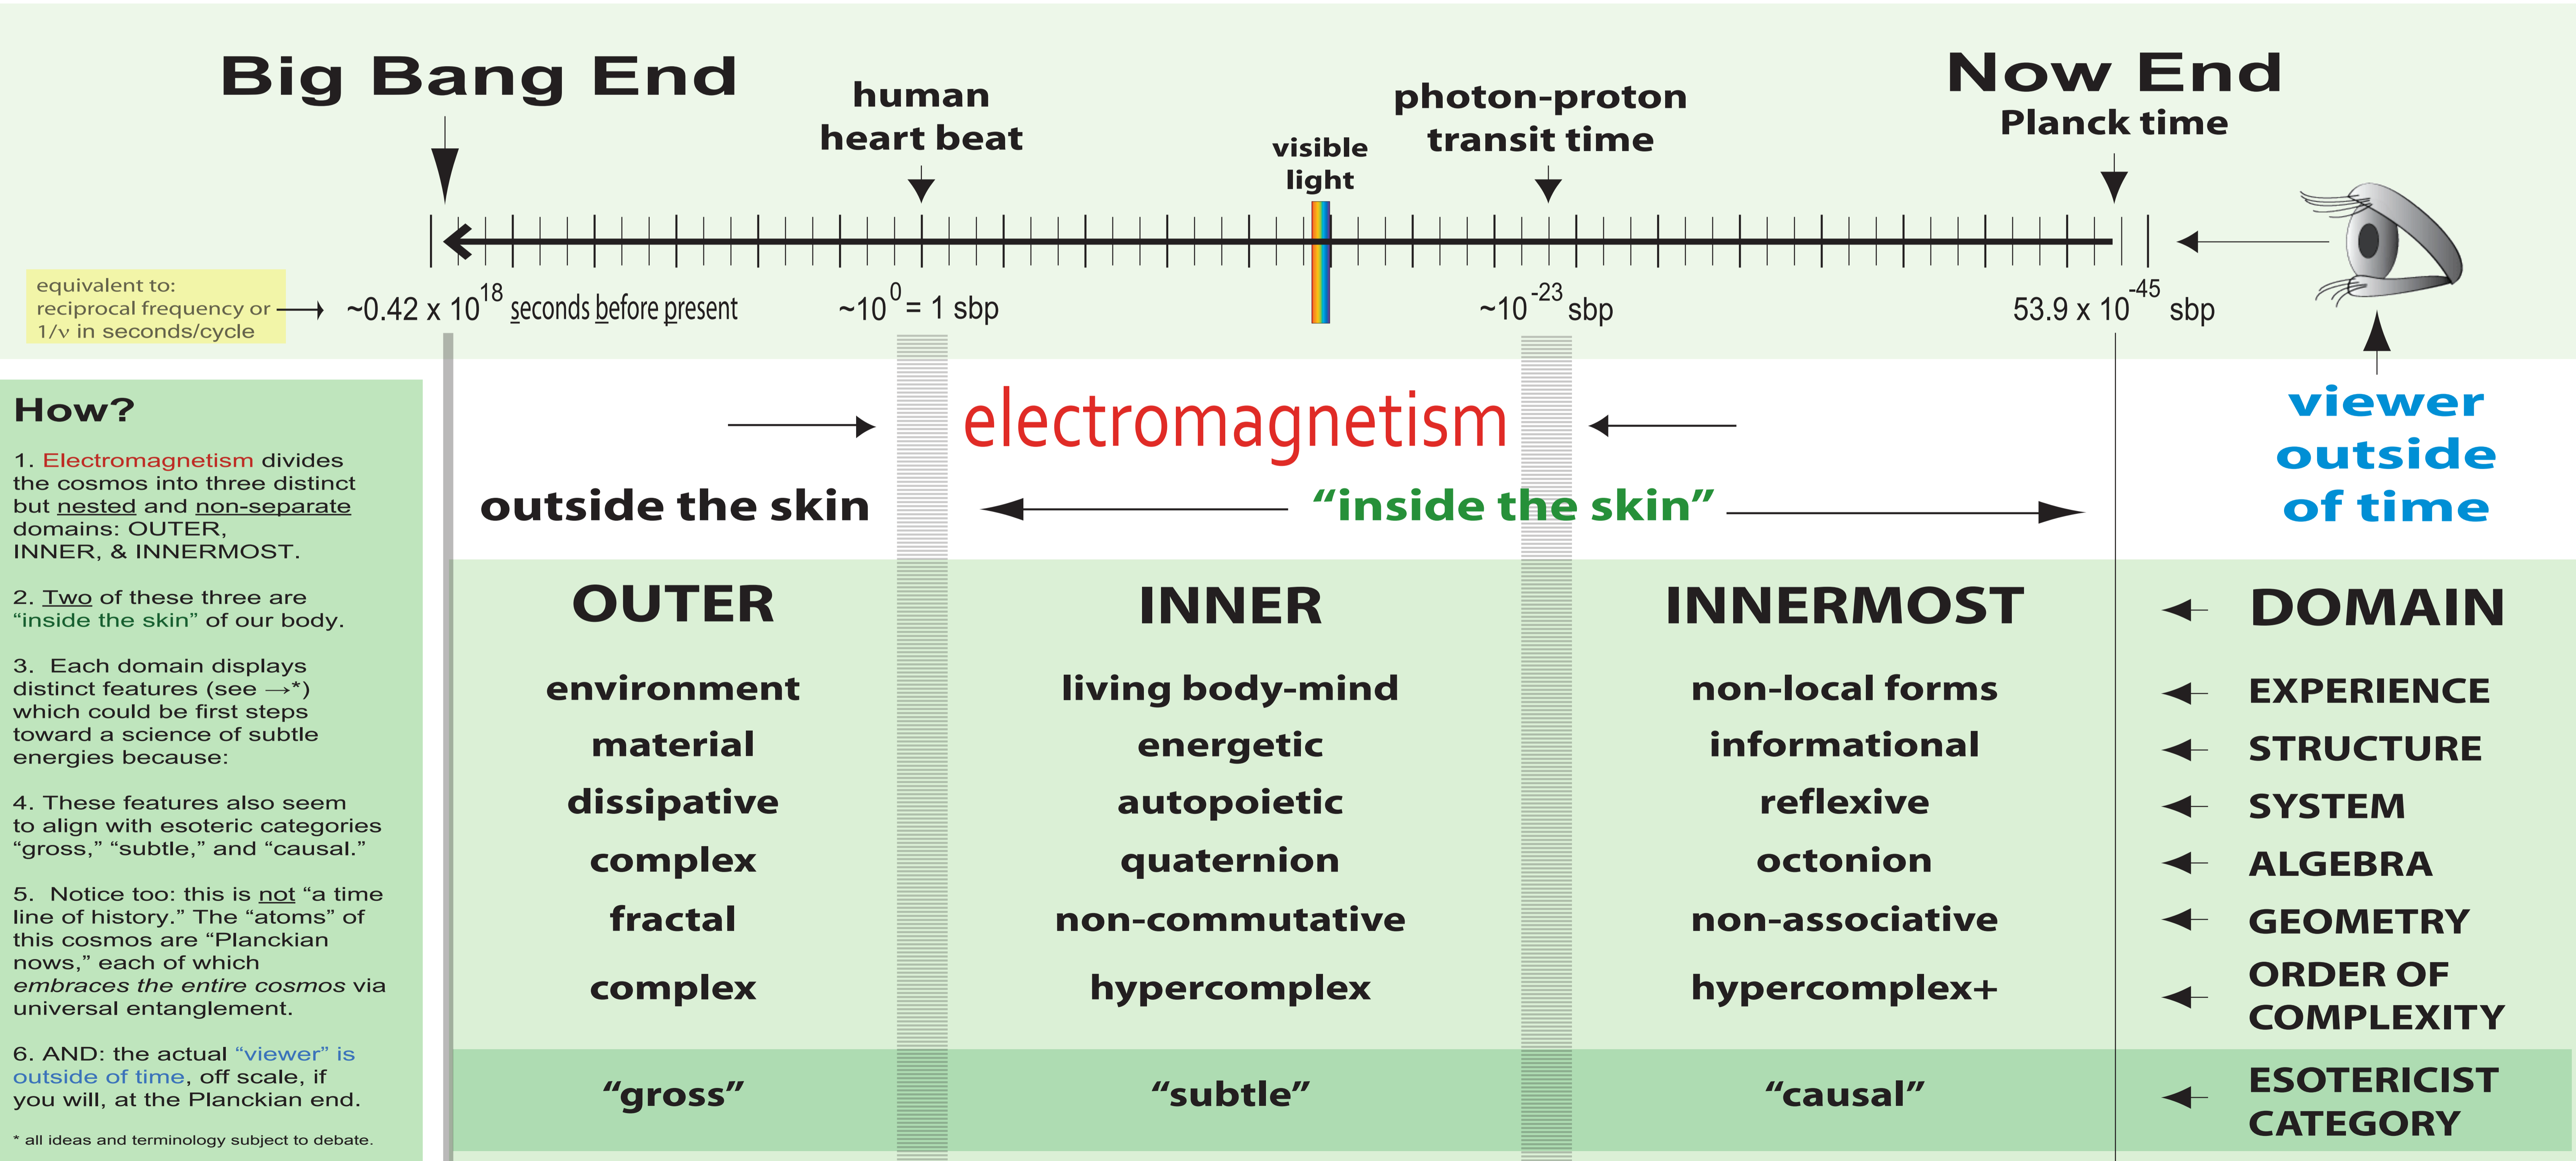 Big Bang End
human
heart beat
visible
light
photon-proton
transit time
Now End
Planck time
equivalent to:
reciprocal frequency or
1/ν in seconds/cycle
~0.42 x 10^18 seconds before present
~10^0 = 1 sbp
~10^-23 sbp
53.9 x 10^-45 sbp
viewer
outside
of time
electromagnetism
outside the skin
“inside the skin”
How?
1. Electromagnetism divides
the cosmos into three distinct
but nested and non-separate
domains: OUTER,
INNER, & INNERMOST.
2. Two of these three are
“inside the skin” of our body.
3. Each domain displays
distinct features (see →*)
which could be first steps
toward a science of subtle
energies because:
4. These features also seem
to align with esoteric categories
“gross,” “subtle,” and “causal.”
5. Notice too: this is not “a time
line of history.” The “atoms” of
this cosmos are “Planckian
nows,” each of which
embraces the entire cosmos via
universal entanglement.
6. AND: the actual “viewer” is
outside of time, off scale, if
you will, at the Planckian end.
* all ideas and terminology subject to debate.
OUTER INNER INNERMOST DOMAIN
environment living body-mind non-local forms EXPERIENCE
material energetic informational STRUCTURE
dissipative autopoietic reflexive SYSTEM
complex quaternion octonion ALGEBRA
fractal non-commutative non-associative GEOMETRY
complex hypercomplex hypercomplex+ ORDER OF
COMPLEXITY
“gross” “subtle” “causal” ESOTERICIST
CATEGORY